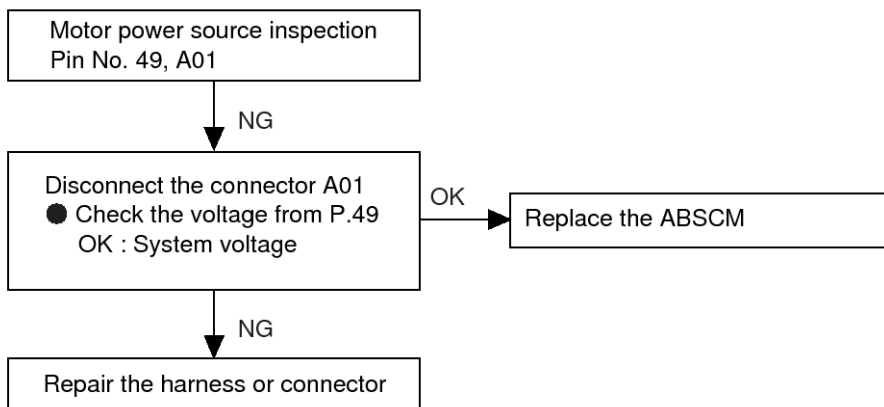 Motor power source inspection
Pin No. 49, A01
NG
Disconnect the connector A01
● Check the voltage from P.49
OK : System voltage
OK
Replace the ABSCM
NG
Repair the harness or connector